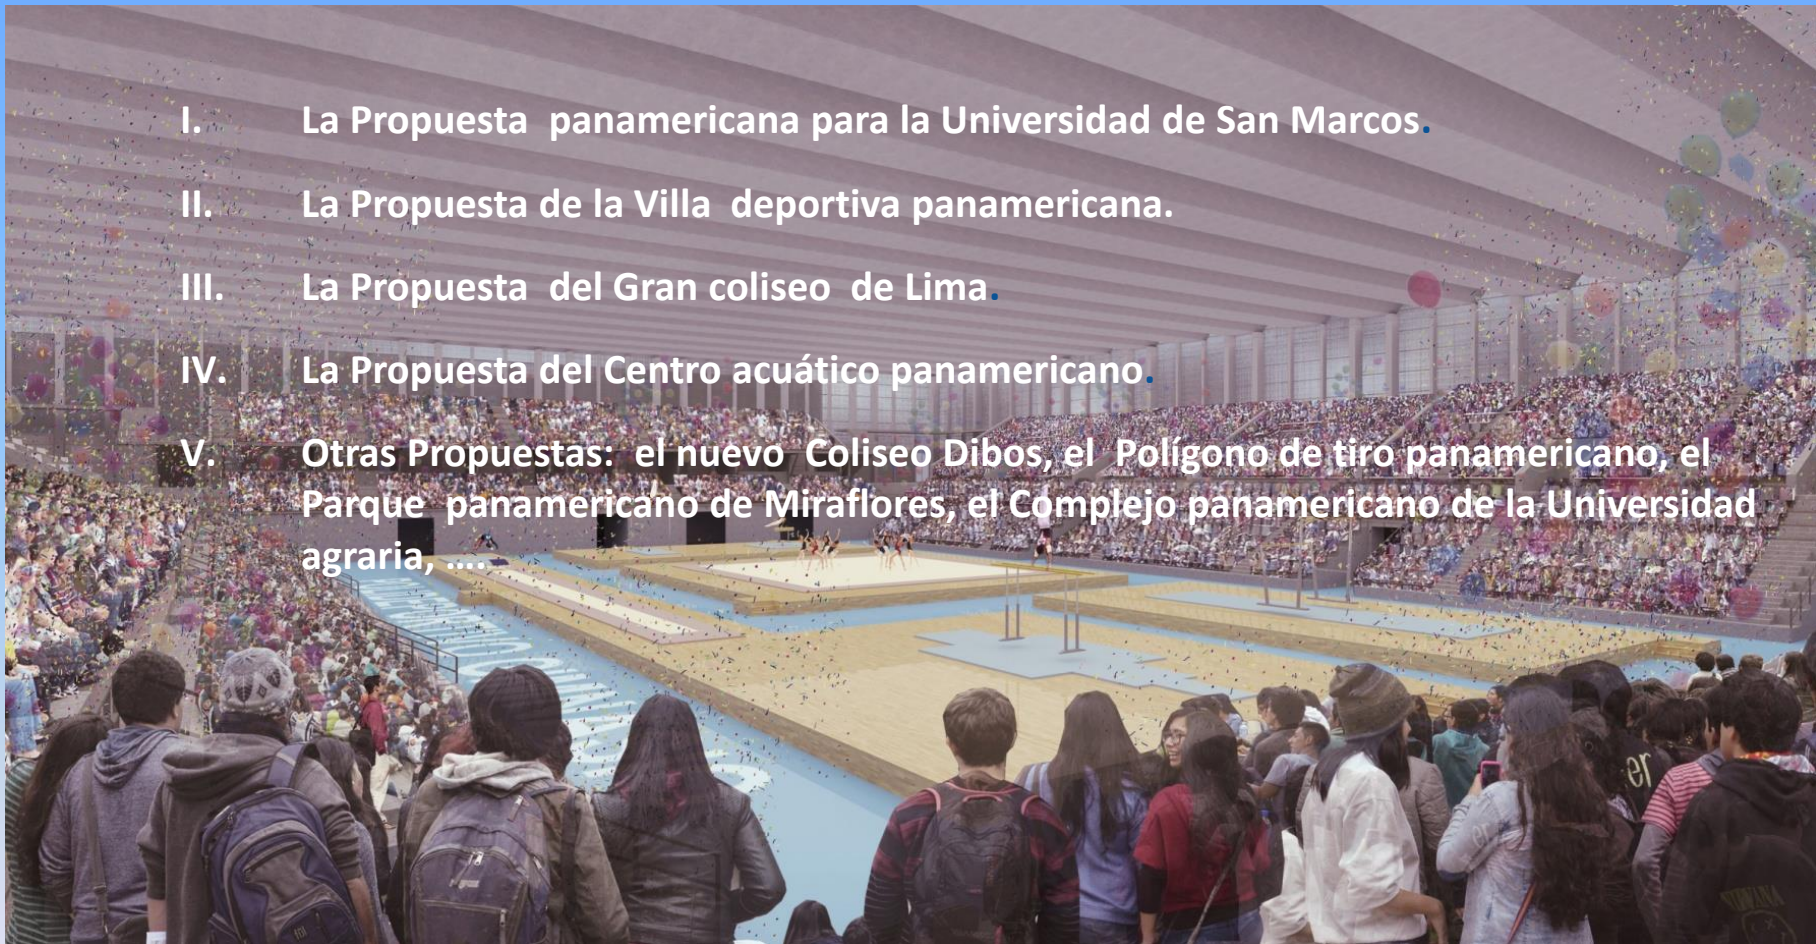 I. La Propuesta panamericana para la Universidad de San Marcos.
II. La Propuesta de la Villa deportiva panamericana.
III. La Propuesta del Gran coliseo de Lima.
IV. La Propuesta del Centro acuático panamericano.
V. Otras Propuestas: el nuevo Coliseo Dibos, el Polígono de tiro panamericano, el
Parque panamericano de Miraflores, el Complejo panamericano de la Universidad
agraria, ....